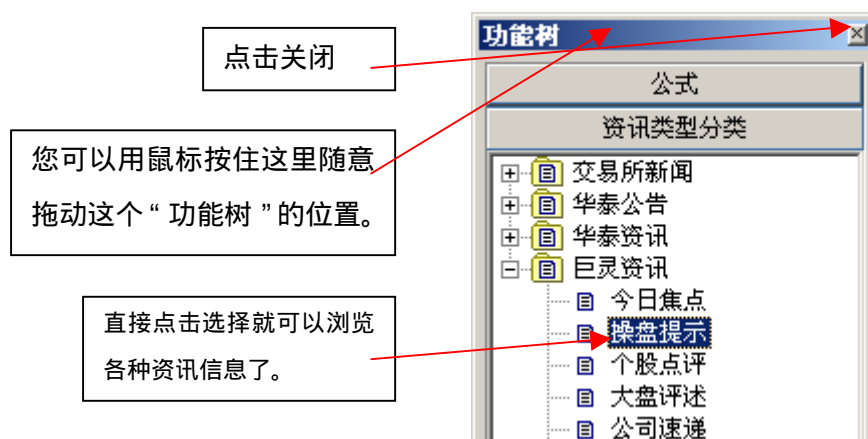 点击关闭
您可以用鼠标按住这里随意
拖动这个“功能树”的位置。
直接点击选择就可以浏览
各种资讯信息了。
功能树
公式
资讯类型分类
交易所新闻
华泰公告
华泰资讯
巨灵资讯
今日焦点
操盘提示
个股点评
大盘评述
公司速递